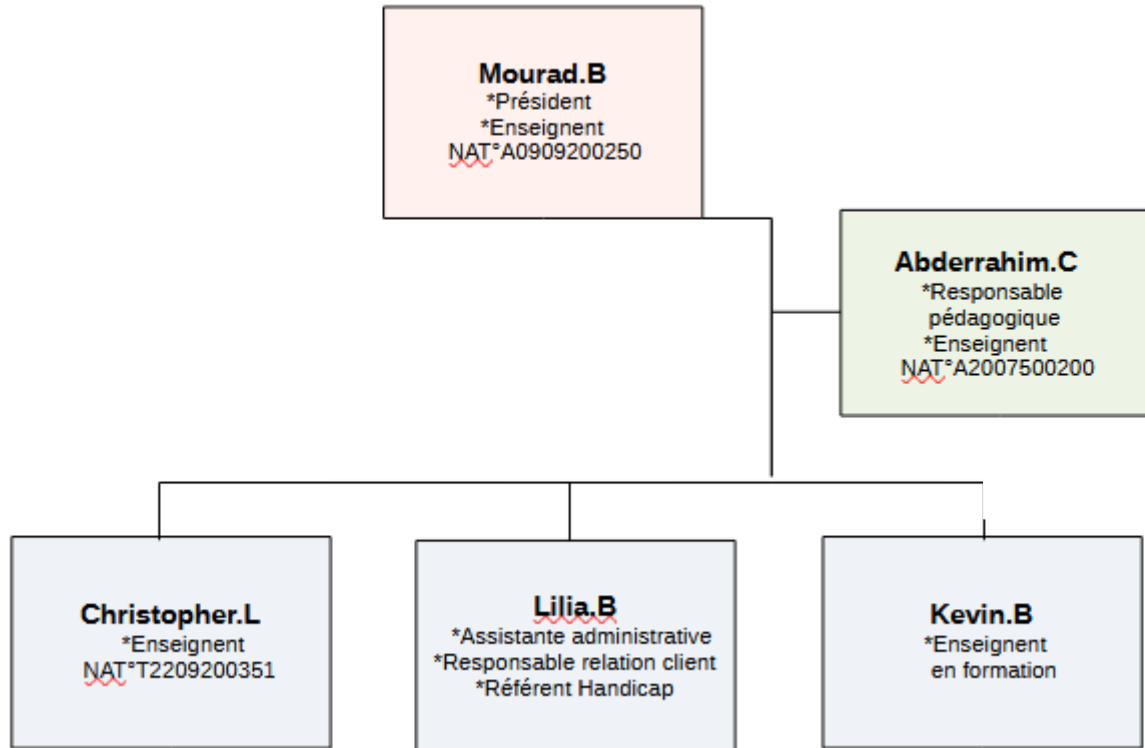 Mourad.B
*Président
*Enseignent
NAT°A0909200250
Abderrahim.C
*Responsable
pédagogique
*Enseignent
NAT°A2007500200
Christopher.L
*Enseignent
NAT°T2209200351
Lilia.B
*Assistante administrative
*Responsable relation client
*Référent Handicap
Kevin.B
*Enseignent
en formation